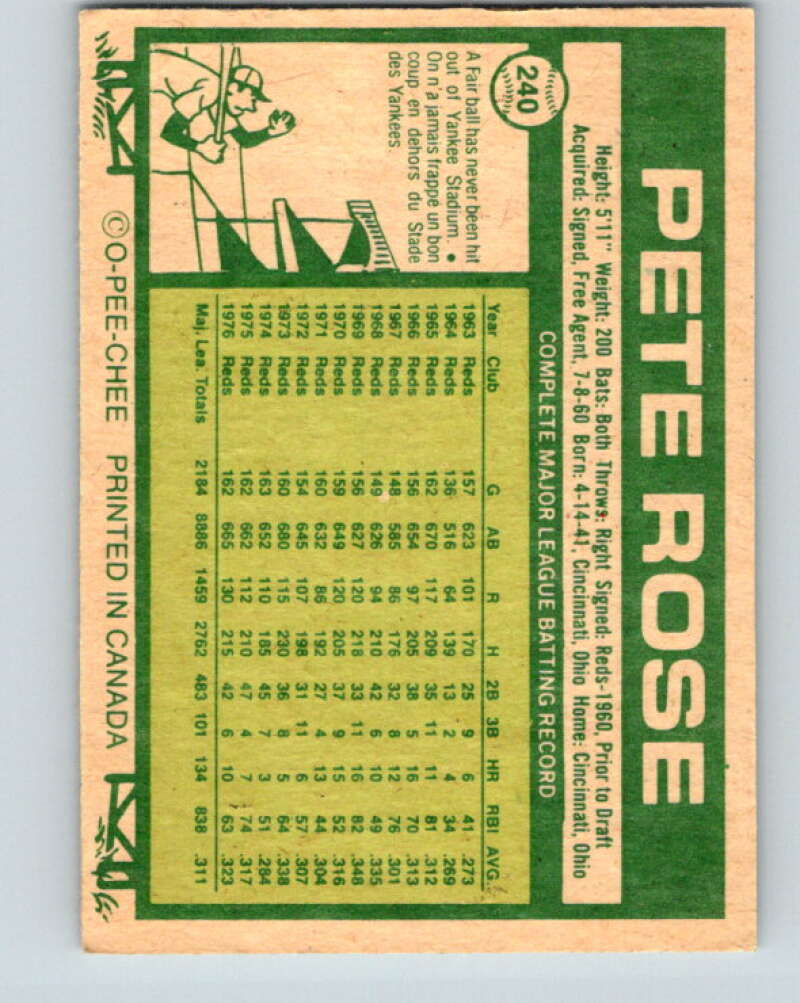 240
PETE ROSE
Height: 5'11" Weight: 200 Bats: Both Throws: Right Signed: Reds-1960, Prior to Draft
Acquired: Signed, Free Agent, 7-8-60 Born: 4-14-41, Cincinnati, Ohio Home: Cincinnati, Ohio
COMPLETE MAJOR LEAGUE BATTING RECORD
A Fair ball has never been hit
out of Yankee Stadium. •
On n'a jamais frappé un bon
coup en dehors du Stade
des Yankees.
Year Club G AB R H 2B 3B HR RBI AVG.
1963 Reds 157 623 101 170 25 9 6 41 .273
1964 Reds 136 516 64 139 13 2 4 34 .269
1965 Reds 162 670 117 209 35 11 11 81 .312
1966 Reds 156 654 97 205 38 5 16 70 .313
1967 Reds 148 585 86 176 32 8 12 76 .301
1968 Reds 149 626 94 210 42 6 10 49 .335
1969 Reds 156 627 120 218 33 11 16 82 .348
1970 Reds 159 649 120 205 37 9 15 52 .316
1971 Reds 160 632 86 192 27 4 13 44 .304
1972 Reds 154 645 107 198 31 11 6 57 .307
1973 Reds 160 680 115 230 36 8 5 64 .338
1974 Reds 163 652 110 185 45 7 3 51 .284
1975 Reds 162 662 112 210 47 4 7 74 .317
1976 Reds 162 665 130 215 42 6 10 63 .323
Maj. Lea. Totals 2184 8886 1459 2762 483 101 134 838 .311
©O-PEE-CHEE PRINTED IN CANADA